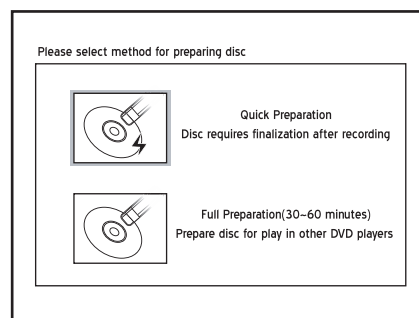 Please select method for preparing disc
Quick Preparation
Disc requires finalization after recording
Full Preparation(30~60 minutes)
Prepare disc for play in other DVD players